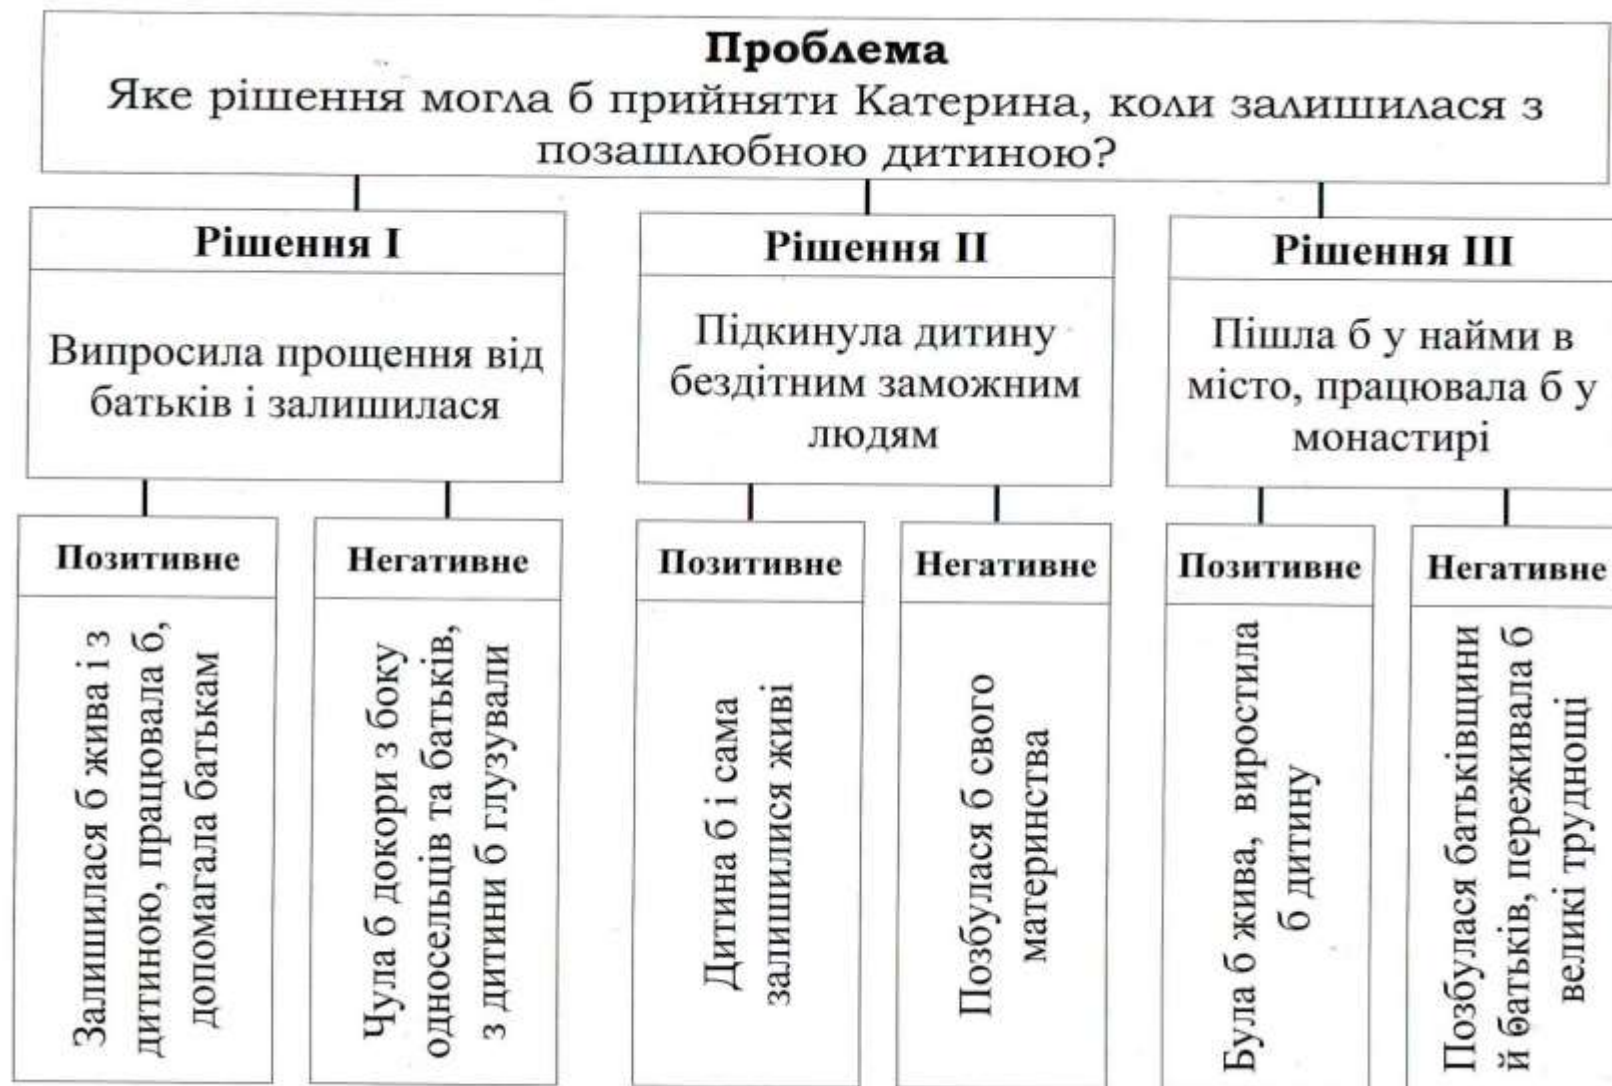 Проблема
Яке рішення могла б прийняти Катерина, коли залишилася з
позашлюбною дитиною?
Рішення I
Випросила прощення від
батьків і залишилася
Позитивне
Залишилася б жива і з
дитиною, працювала б,
допомагала батькам
Негативне
Чула б докори з боку
односельців та батьків,
з дитини б глузували
Рішення II
Підкинула дитину
бездітним заможним
людям
Позитивне
Дитина б і сама
залишилися живі
Негативне
Позбулася б свого
материнства
Рішення III
Пішла б у найми в
місто, працювала б у
монастирі
Позитивне
Була б жива, виростила
б дитину
Негативне
Позбулася батьківщини
й батьків, переживала б
великі труднощі